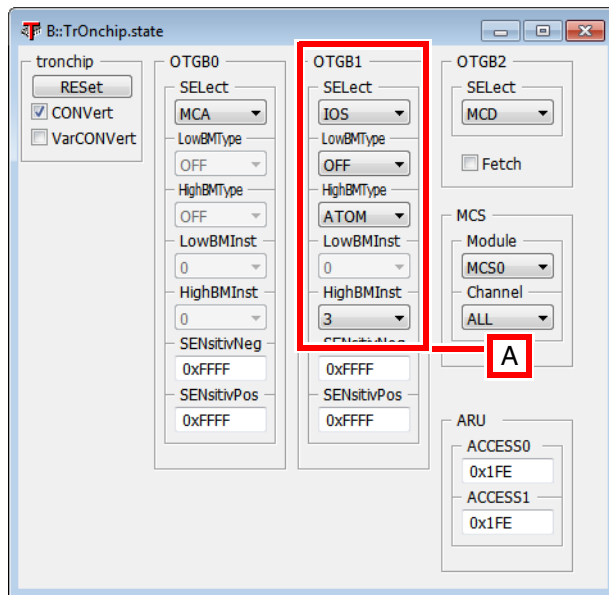 B::TrOnchip.state
tronchip
RESet
CONVert
VarCONVert
OTGB0
SELect
MCA
LowBMType
OFF
HighBMType
OFF
LowBMInst
0
HighBMInst
0
SENsitivNeg
0xFFFF
SENsitivPos
0xFFFF
OTGB1
SELect
IOS
LowBMType
OFF
HighBMType
ATOM
LowBMInst
0
HighBMInst
3
SENsitivNeg
0xFFFF
SENsitivPos
0xFFFF
A
OTGB2
SELect
MCD
Fetch
MCS
Module
MCS0
Channel
ALL
ARU
ACCESS0
0x1FE
ACCESS1
0x1FE